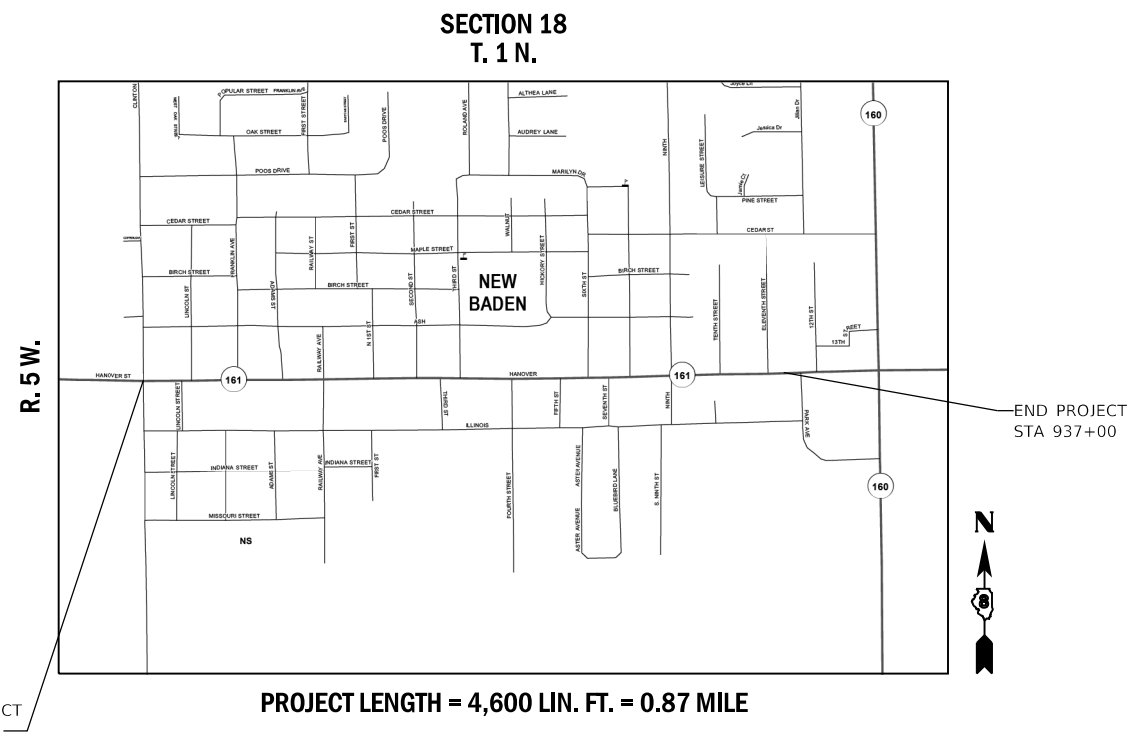 SECTION 18
T. 1 N.
CLINTON
POPULAR STREET
FRANKLIN AVE
FIRST STREET
OAK STREET
POOS DRIVE
POOS DRIVE
ROLAND AVE
ALTHEA LANE
AUDREY LANE
NINTH
LEISURE STREET
Joyce Ln
Jessica Dr
Jillian Dr
160
MARILYN DR
Jamie Ct
PINE STREET
CEDAR STREET
CEDAR STREET
WALNUT
CEDAR ST
FRANKLIN AVE
RAILWAY ST
FIRST ST
MAPLE STREET
HICKORY STREET
BIRCH STREET
LINCOLN ST
ADAMS ST
BIRCH STREET
SECOND ST
THIRD ST
NEW
BADEN
SIXTH ST
BIRCH STREET
TENTH STREET
ELEVENTH STREET
12TH ST
13TH
ST
REET
ASH
N 1ST ST
RAILWAY AVE
R. 5 W.
HANOVER ST
161
HANOVER
161
LINCOLN STREET
THIRD ST
FIFTH ST
SEVENTH ST
NINTH
PARK AVE
END PROJECT
STA 937+00
ILLINOIS
LINCOLN STREET
INDIANA STREET
ADAMS ST
RAILWAY AVE
INDIANA STREET
FIRST ST
FOURTH STREET
ASTER AVENUE
ASTER AVENUE
BLUEBIRD LANE
S. NINTH ST
160
MISSOURI STREET
NS
N
8
CT
PROJECT LENGTH = 4,600 LIN. FT. = 0.87 MILE